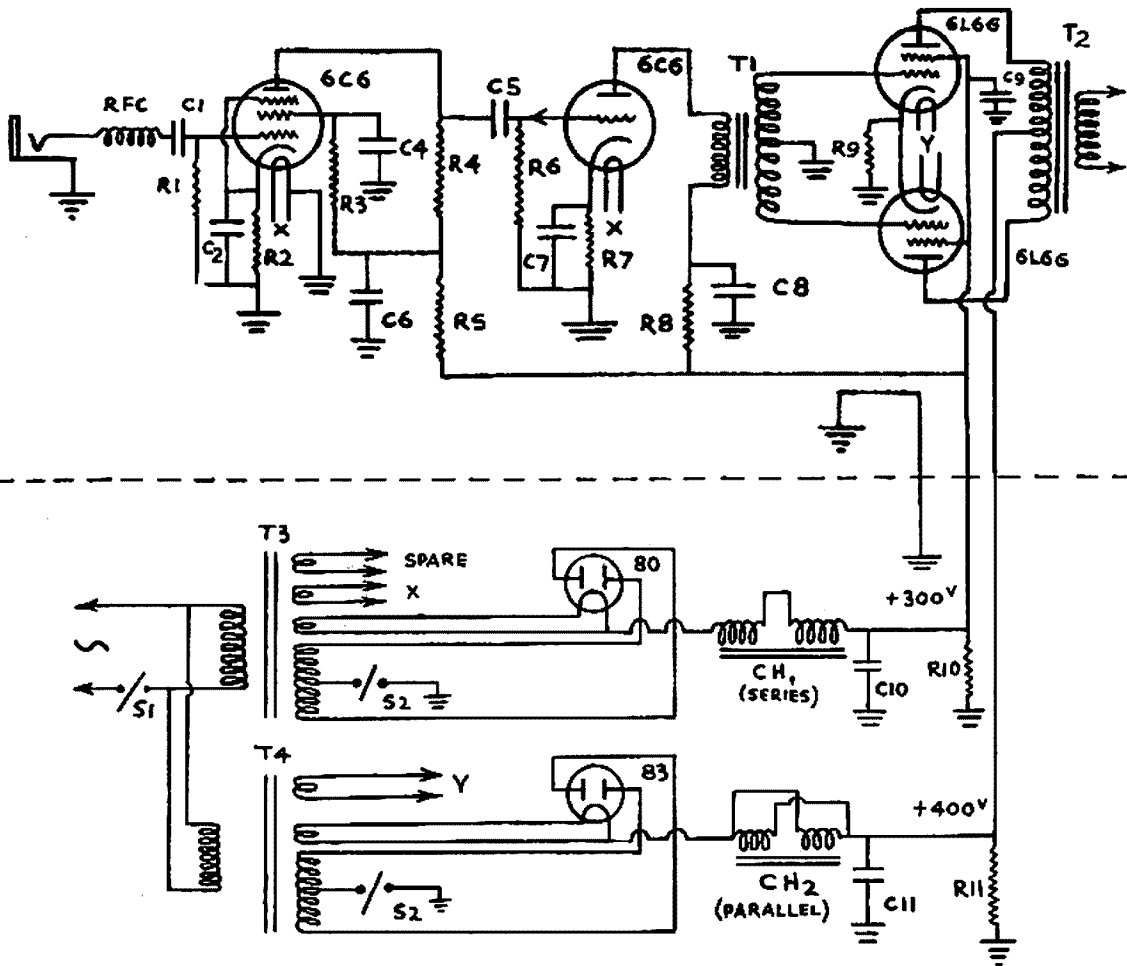 6L6G
T2
6C6
6C6
T1
C9
RFC
C1
C5
C4
R9
Y
R1
R3
R4
R6
C2
R2
X
C7
R7
X
6L6G
C6
R5
R8
C8
T3
SPARE
X
80
+300V
S1
S2
CH1
(SERIES)
C10
R10
T4
Y
83
+400V
S2
CH2
(PARALLEL)
C11
R11